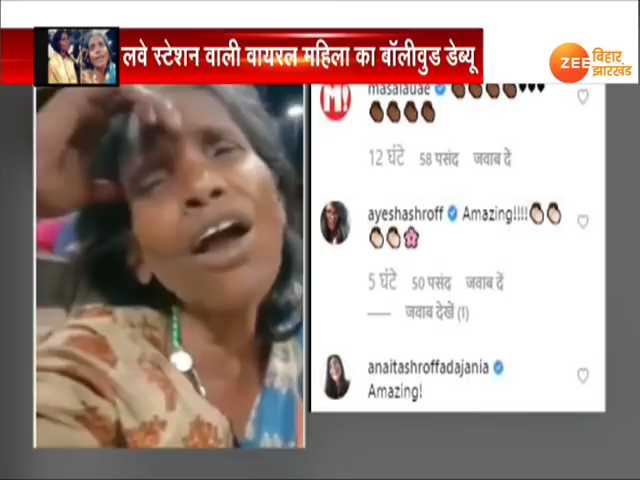 लवे स्टेशन वाली वायरल महिला का बॉलीवुड डेब्यू
ZEE बिहार झारखंड
M!
masalauae
12 घंटे 58 पसंद जवाब दें
ayeshashroff Amazing!!!!
5 घंटे 50 पसंद जवाब दें
जवाब देखें (1)
anaitashroffadajania
Amazing!